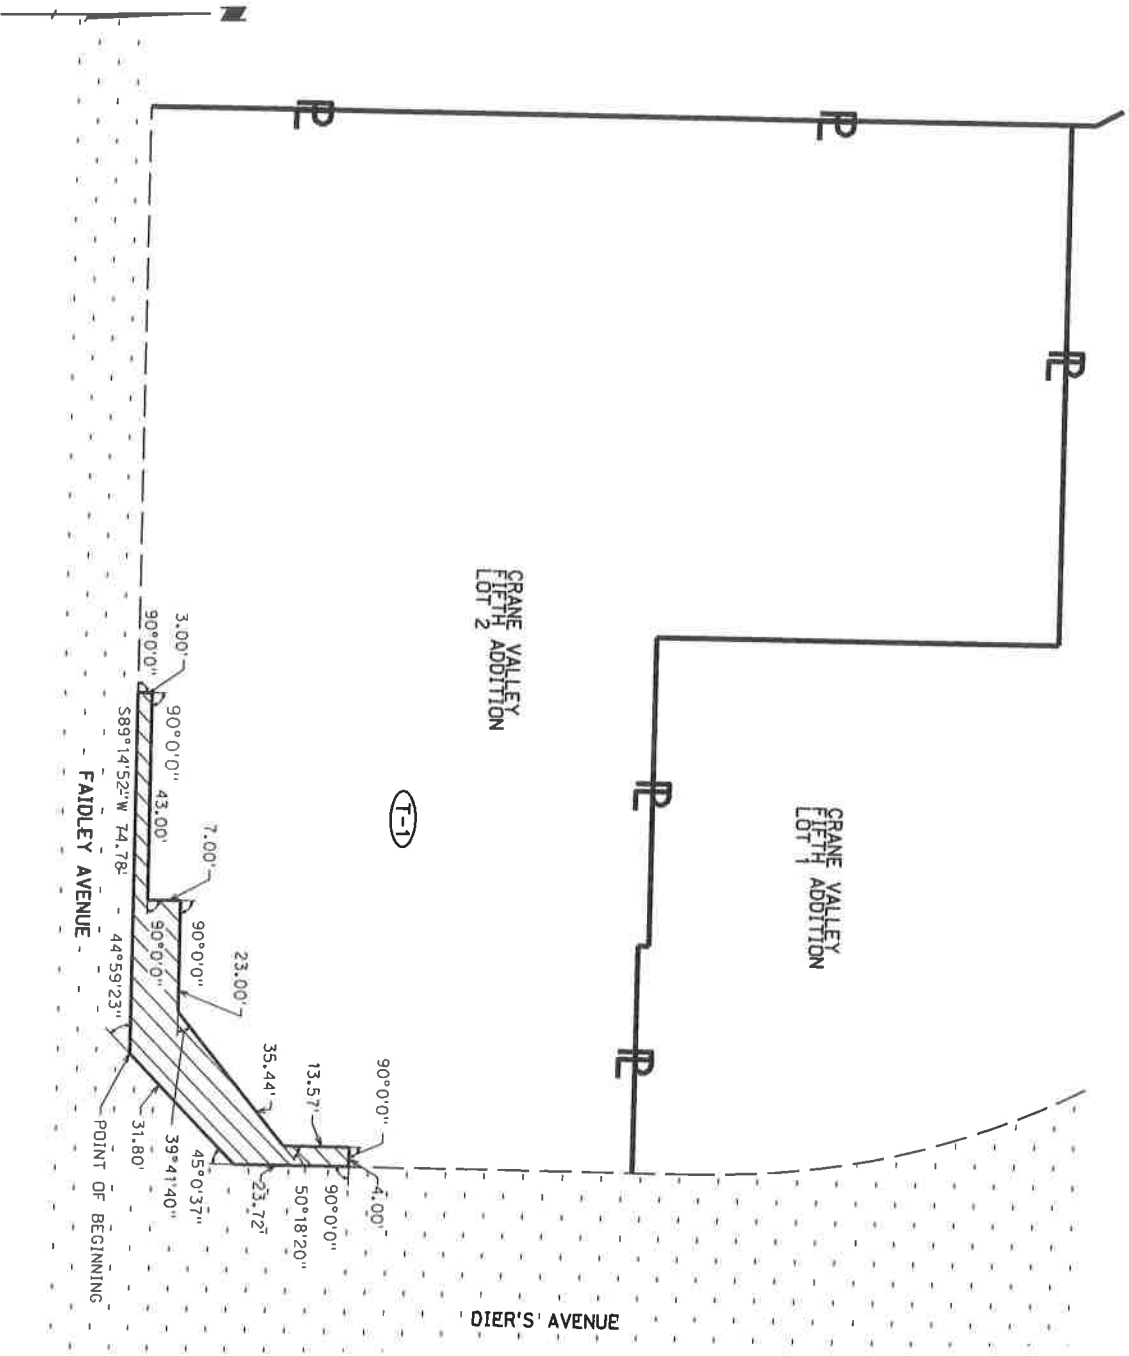 N
PL
PL
PL
PL
PL
CRANE VALLEY
FIFTH ADDITION
LOT 1
CRANE VALLEY
FIFTH ADDITION
LOT 2
T-1
3.00'
90°0'0"
90°0'0"
43.00'
7.00'
90°0'0"
90°0'0"
23.00'
35.44'
13.57'
90°0'0"
4.00'
90°0'0"
50°18'20"
23.72'
45°0'37"
39°41'40"
31.80'
POINT OF BEGINNING
44°59'23"
S89°14'52"W 74.78'
FAIDLEY AVENUE
DIER'S AVENUE